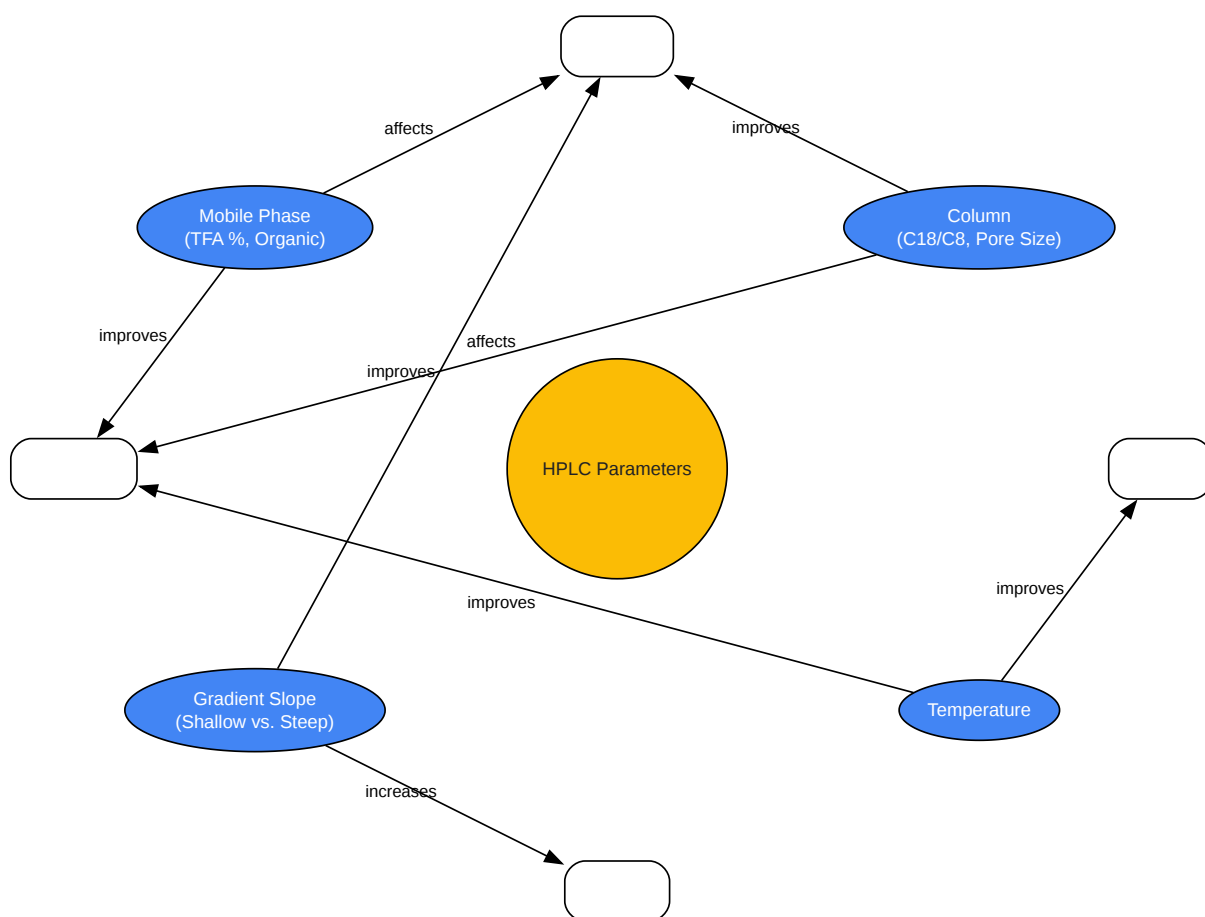 affects
improves
Mobile Phase
(TFA %, Organic)
Column
(C18/C8, Pore Size)
improves
affects
improves
HPLC Parameters
improves
improves
Gradient Slope
(Shallow vs. Steep)
Temperature
increases